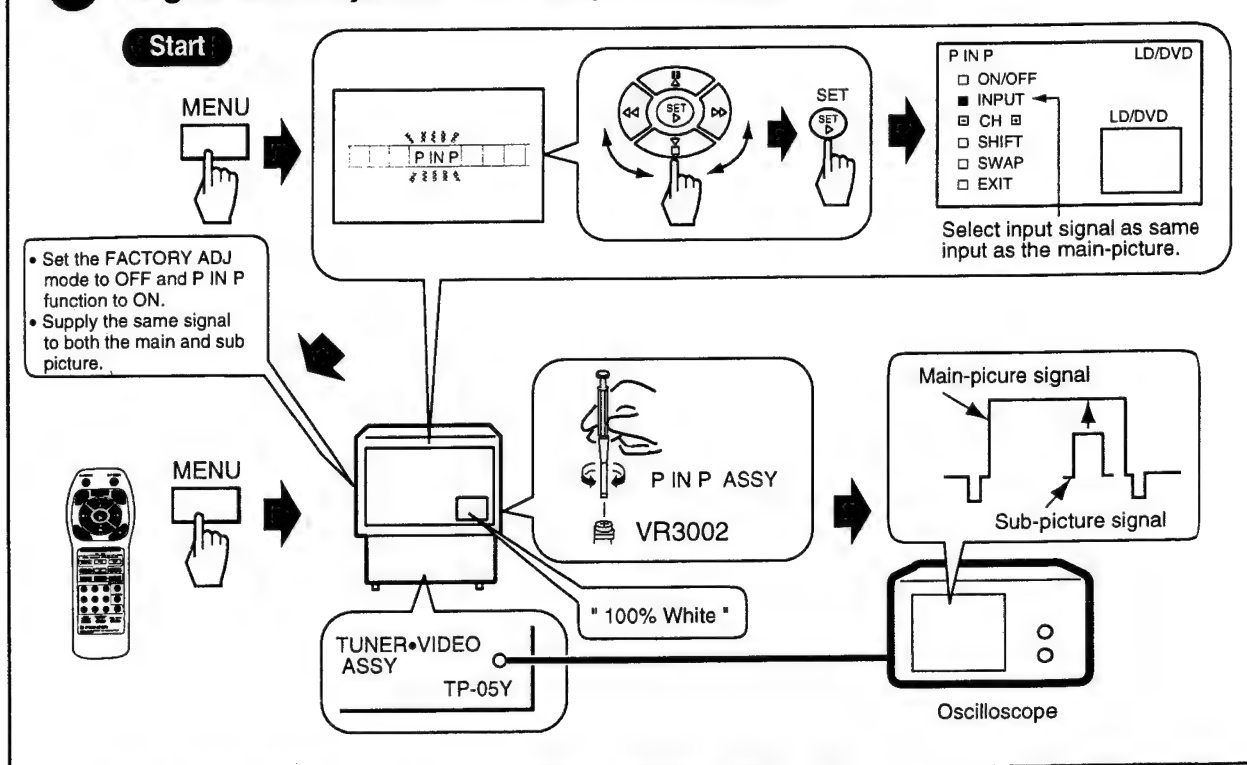 Start
MENU
P IN P
SET
SET
SET
P IN P LD/DVD
□ ON/OFF
■ INPUT
⊡ CH ⊡
□ SHIFT
□ SWAP
□ EXIT
LD/DVD
Select input signal as same
input as the main-picture.
• Set the FACTORY ADJ
mode to OFF and P IN P
function to ON.
• Supply the same signal
to both the main and sub
picture.
MENU
P IN P ASSY
VR3002
" 100% White "
TUNER•VIDEO
ASSY
TP-05Y
Main-picure signal
Sub-picture signal
Oscilloscope